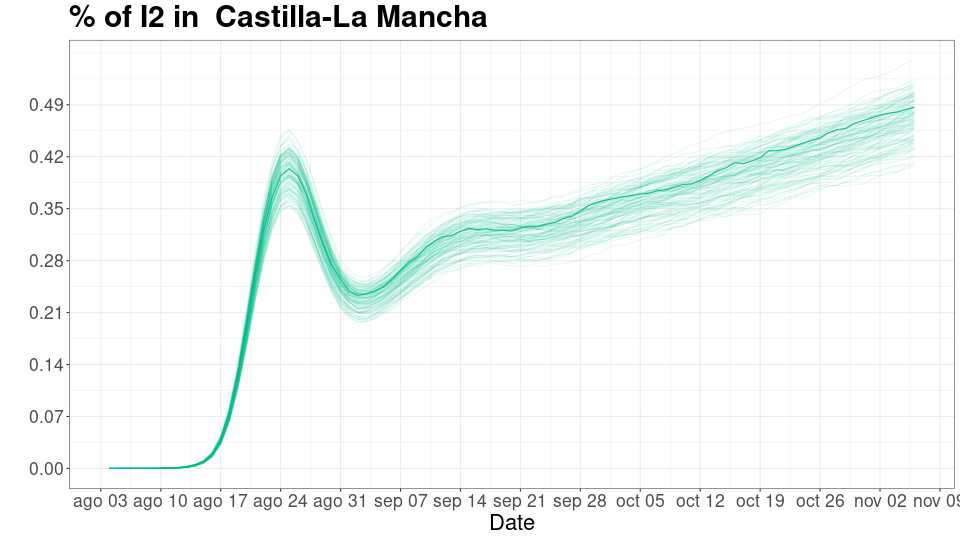 % of I2 in  Castilla-La Mancha
0.49
0.42
0.35
0.28
0.21
0.14
0.07
0.00
ago 03 ago 10 ago 17 ago 24 ago 31 sep 07 sep 14 sep 21 sep 28 oct 05 oct 12 oct 19 oct 26 nov 02 nov 09
Date